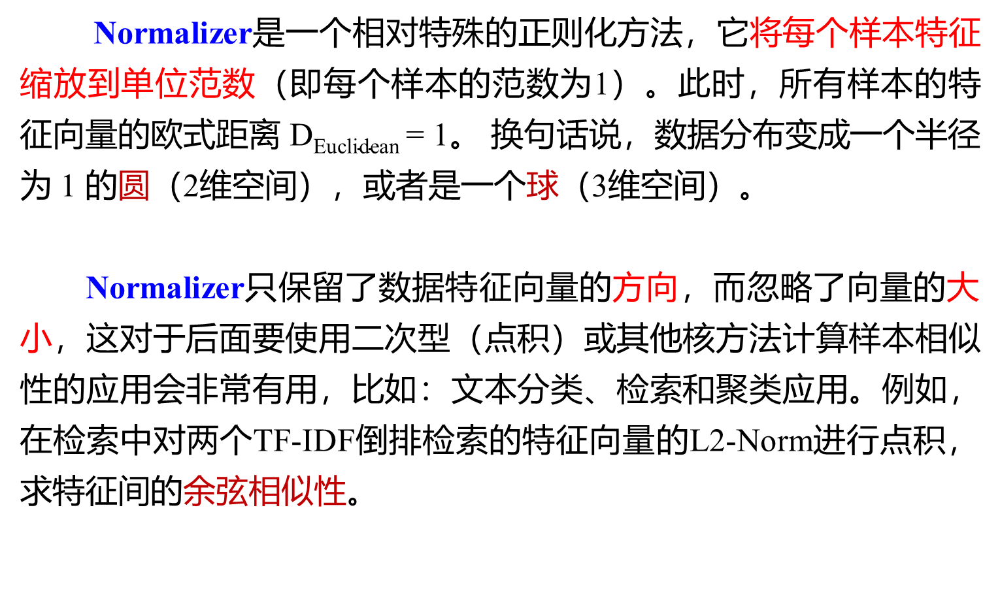 Normalizer是一个相对特殊的正则化方法，它将每个样本特征
缩放到单位范数（即每个样本的范数为1）。此时，所有样本的特
征向量的欧式距离 DEuclidean = 1。 换句话说，数据分布变成一个半径
为 1 的圆（2维空间），或者是一个球（3维空间）。
Normalizer只保留了数据特征向量的方向，而忽略了向量的大
小，这对于后面要使用二次型（点积）或其他核方法计算样本相似
性的应用会非常有用，比如：文本分类、检索和聚类应用。例如，
在检索中对两个TF-IDF倒排检索的特征向量的L2-Norm进行点积，
求特征间的余弦相似性。